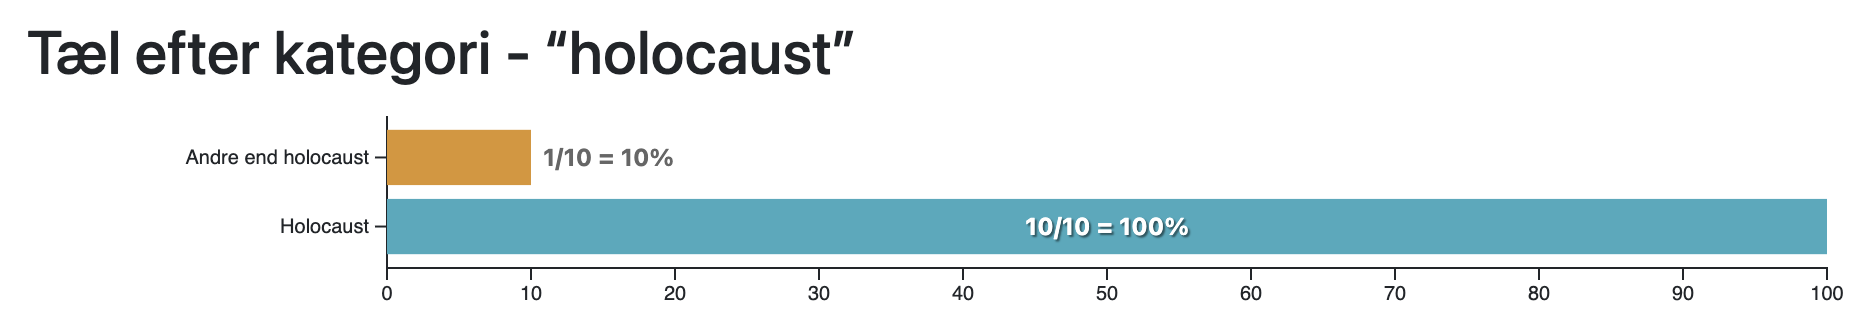 Tæl efter kategori - “holocaust”
Andre end holocaust
1/10 = 10%
Holocaust
10/10 = 100%
0 10 20 30 40 50 60 70 80 90 100